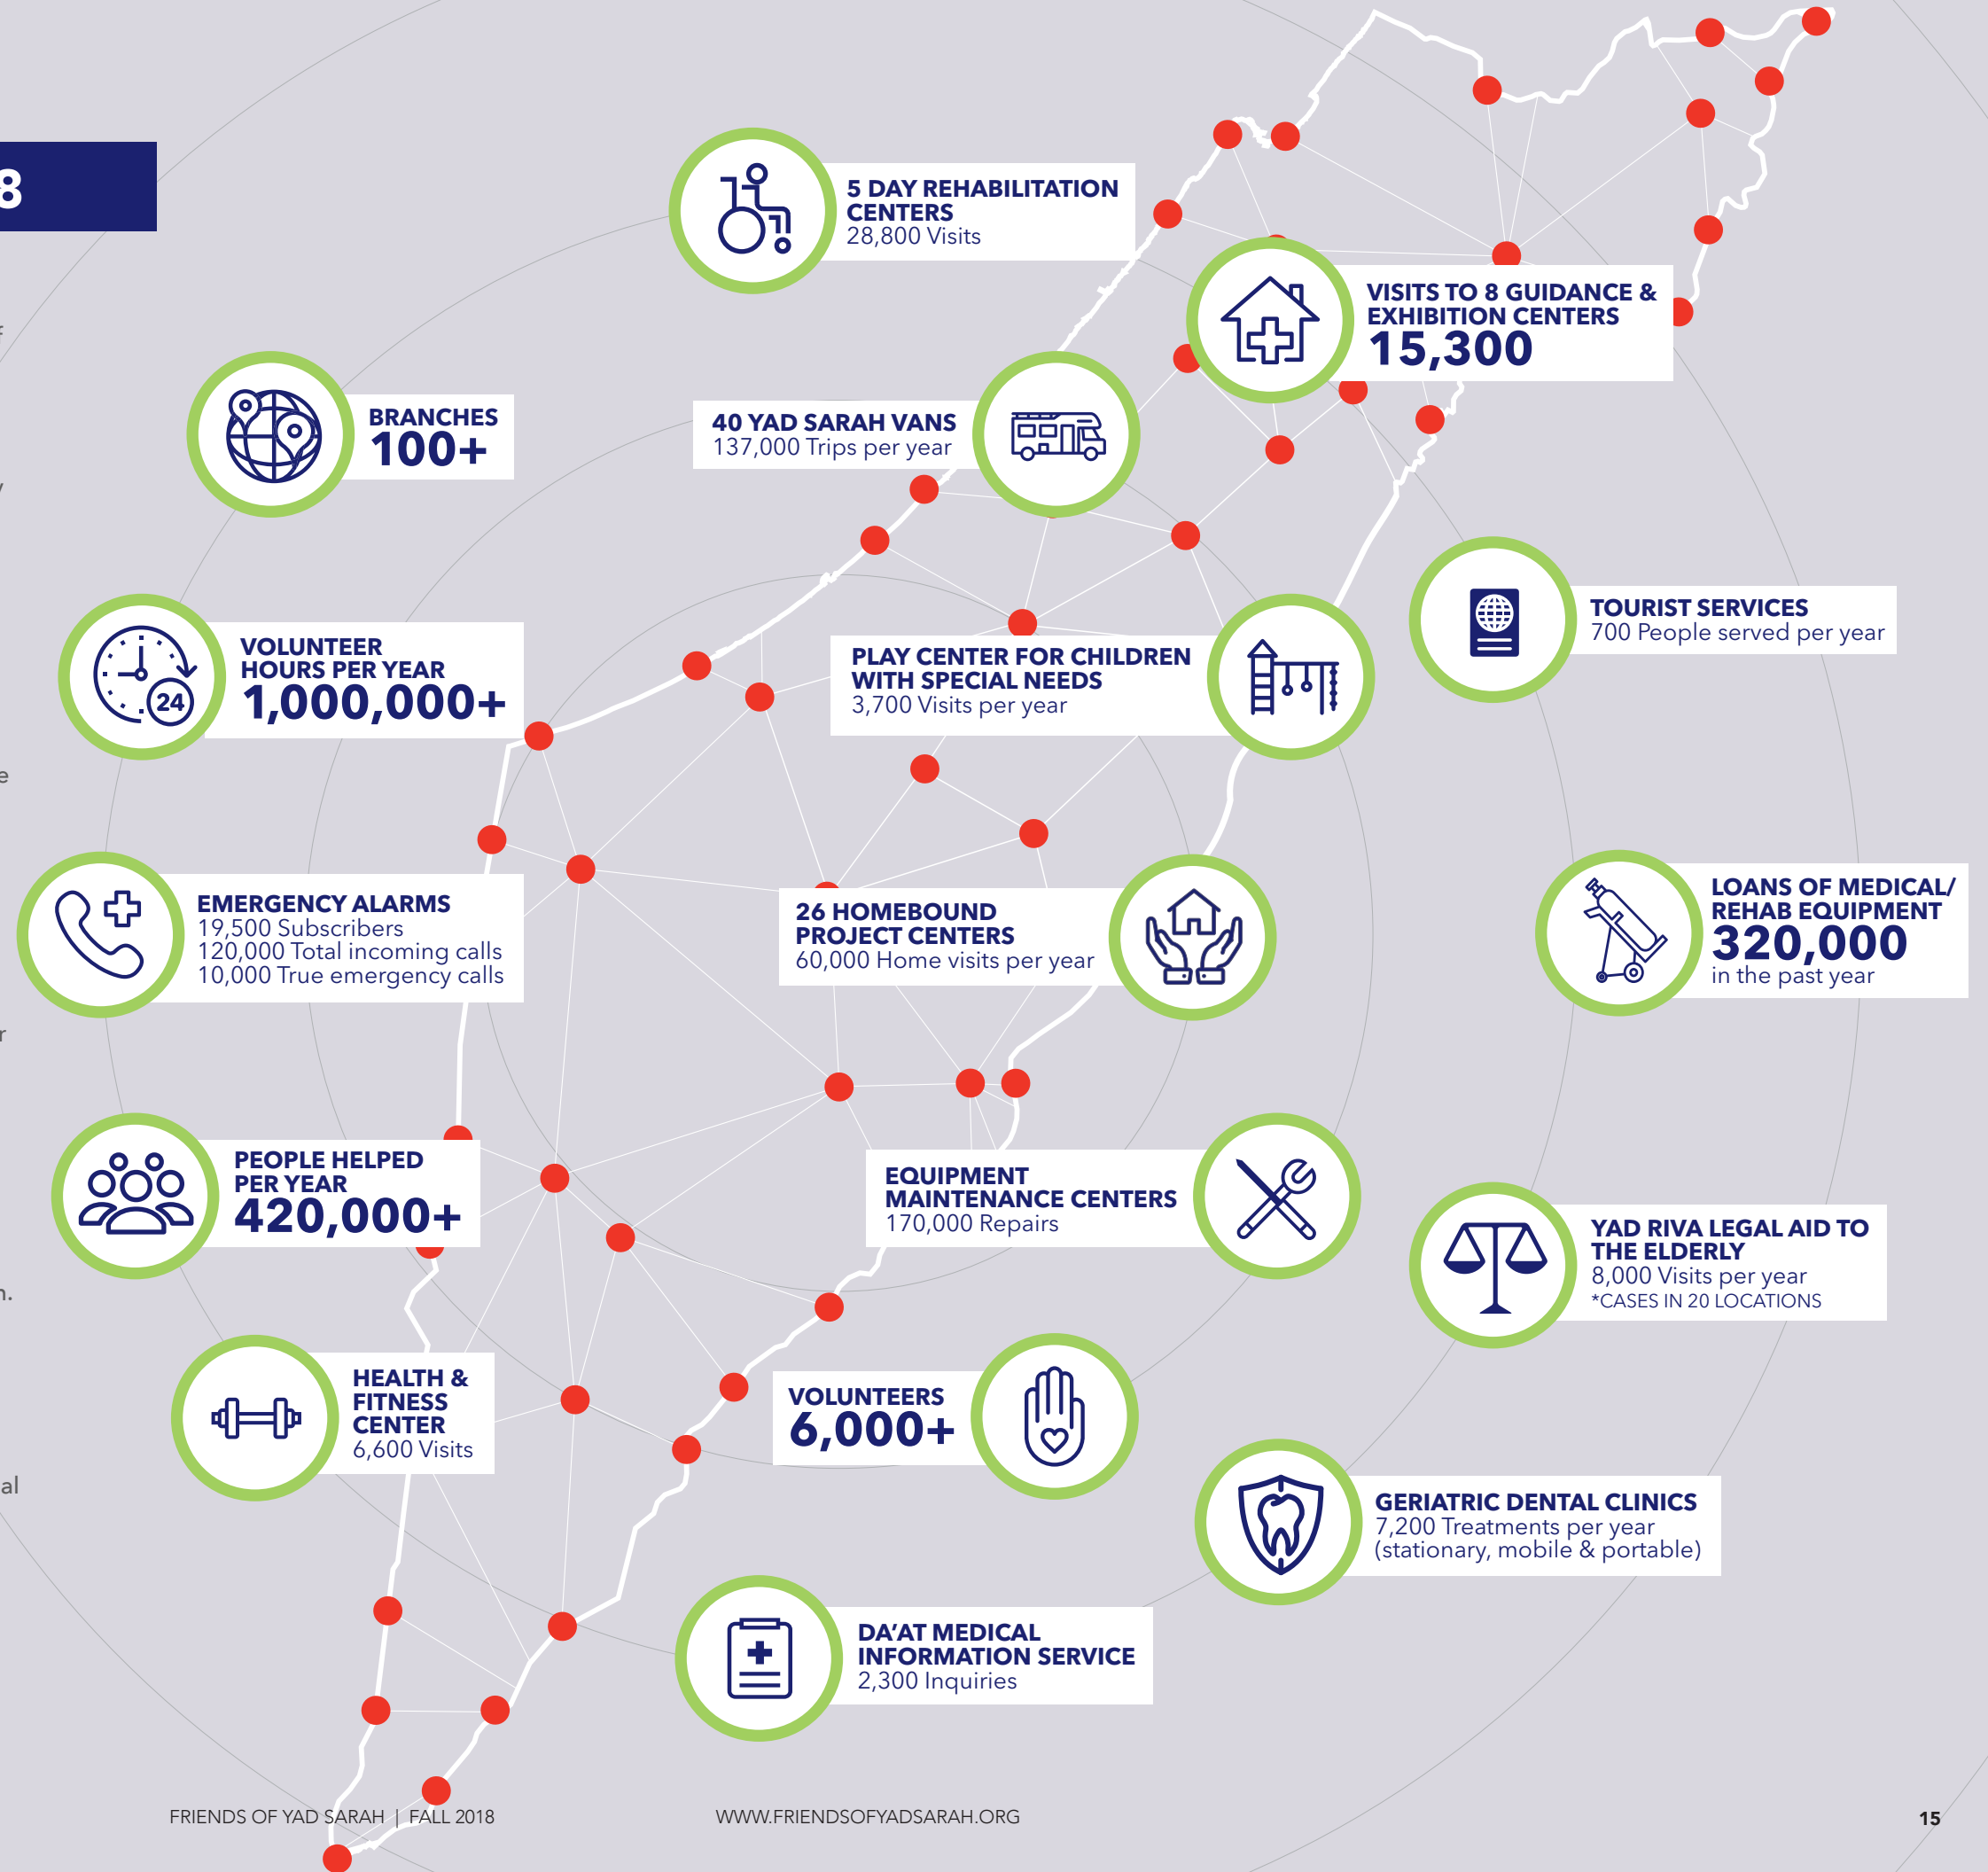 8
5 DAY REHABILITATION
CENTERS
28,800 Visits
VISITS TO 8 GUIDANCE &
EXHIBITION CENTERS
15,300
BRANCHES
100+
40 YAD SARAH VANS
137,000 Trips per year
TOURIST SERVICES
700 People served per year
VOLUNTEER
HOURS PER YEAR
1,000,000+
24
PLAY CENTER FOR CHILDREN
WITH SPECIAL NEEDS
3,700 Visits per year
EMERGENCY ALARMS
19,500 Subscribers
120,000 Total incoming calls
10,000 True emergency calls
26 HOMEBOUND
PROJECT CENTERS
60,000 Home visits per year
LOANS OF MEDICAL/
REHAB EQUIPMENT
320,000
in the past year
PEOPLE HELPED
PER YEAR
420,000+
EQUIPMENT
MAINTENANCE CENTERS
170,000 Repairs
YAD RIVA LEGAL AID TO
THE ELDERLY
8,000 Visits per year
*CASES IN 20 LOCATIONS
HEALTH &
FITNESS
CENTER
6,600 Visits
VOLUNTEERS
6,000+
al
GERIATRIC DENTAL CLINICS
7,200 Treatments per year
(stationary, mobile & portable)
DA'AT MEDICAL
INFORMATION SERVICE
2,300 Inquiries
FRIENDS OF YAD SARAH | FALL 2018
WWW.FRIENDSOFYADSARAH.ORG
15